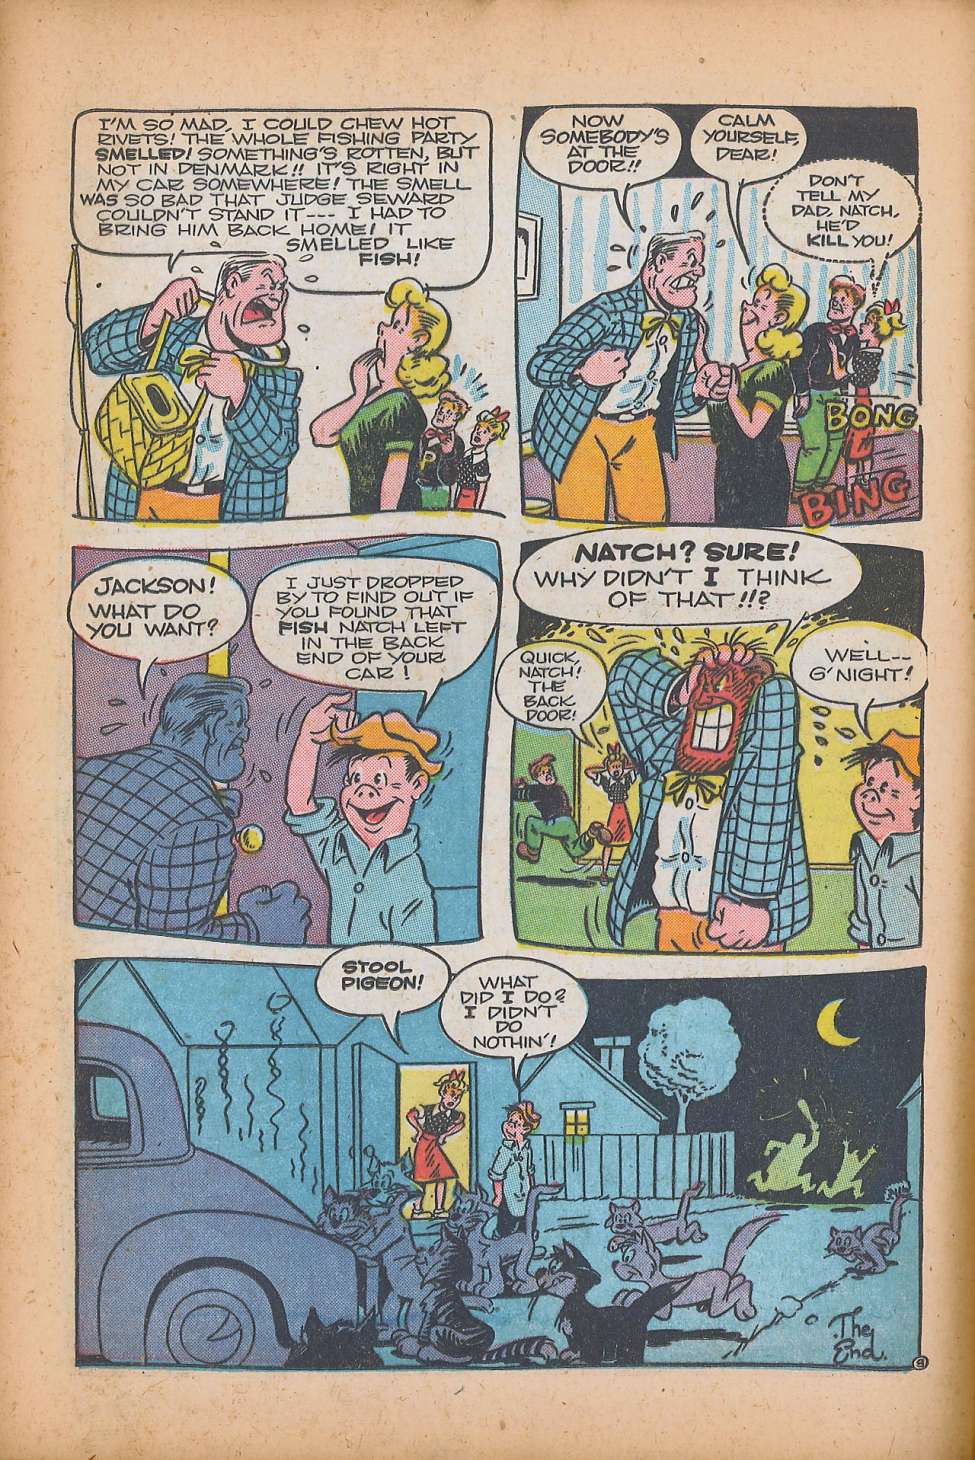 I'M SO MAD, I COULD CHEW HOT
RIVETS! THE WHOLE FISHING PARTY
SMELLED! SOMETHING'S ROTTEN, BUT
NOT IN DENMARK!! IT'S RIGHT IN
MY CAR SOMEWHERE! THE SMELL
WAS SO BAD THAT JUDGE SEWARD
COULDN'T STAND IT--- I HAD TO
BRING HIM BACK HOME! IT
SMELLED LIKE
FISH!
NOW
SOMEBODY'S
AT THE
DOOR!!
CALM
YOURSELF,
DEAR!
DON'T
TELL MY
DAD, NATCH,
HE'D
KILL YOU!
BONG
BING
JACKSON!
WHAT DO
YOU WANT?
I JUST DROPPED
BY TO FIND OUT IF
YOU FOUND THAT
FISH NATCH LEFT
IN THE BACK
END OF YOUR
CAR!
NATCH? SURE!
WHY DIDN'T I THINK
OF THAT!!?
QUICK,
NATCH!
THE
BACK
DOOR!
WELL--
G'NIGHT!
STOOL
PIGEON!
WHAT
DID I DO?
I DIDN'T
DO
NOTHIN'!
The
End.
8